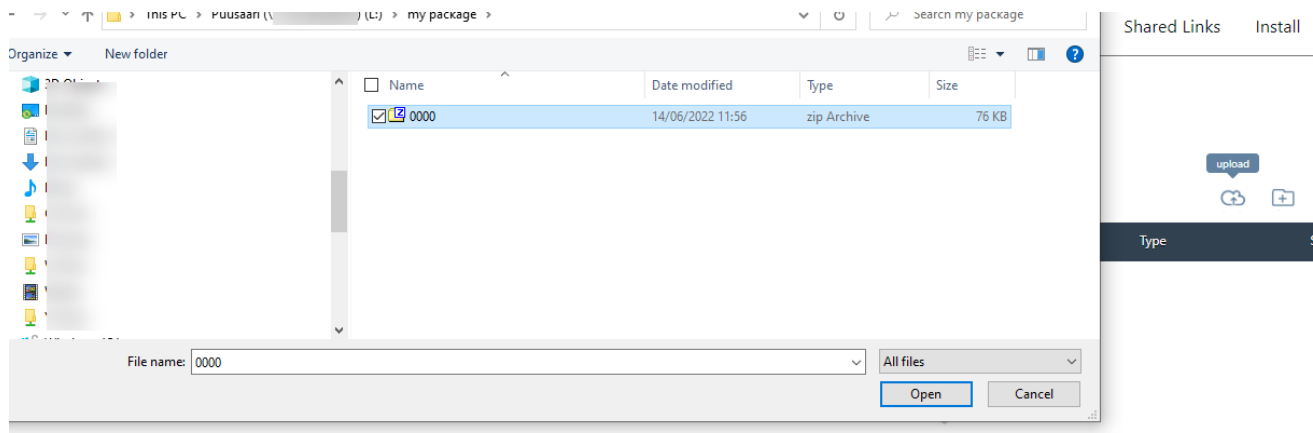 This PC > Puusaari (\ ) (L:) > my package >
Search my package
Shared Links Install
Organize New folder
Name Date modified Type Size
0000 14/06/2022 11:56 zip Archive 76 KB
upload
Type
File name: 0000 All files
Open Cancel